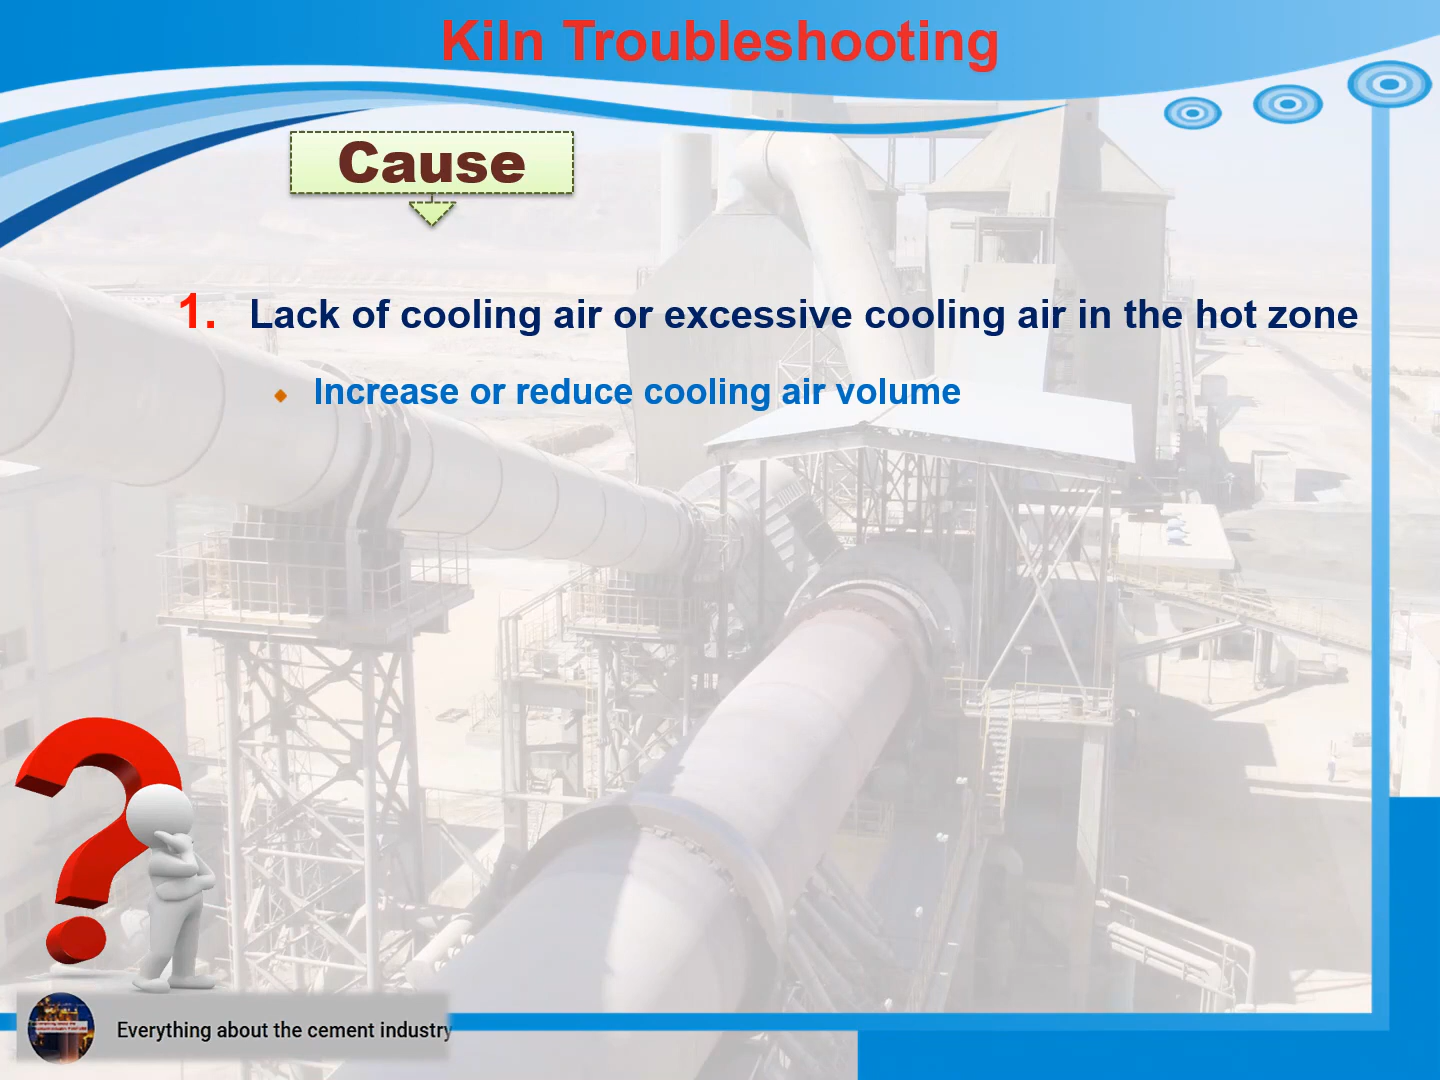 Kiln Troubleshooting
Cause
1. Lack of cooling air or excessive cooling air in the hot zone
Increase or reduce cooling air volume
Everything about the cement industry